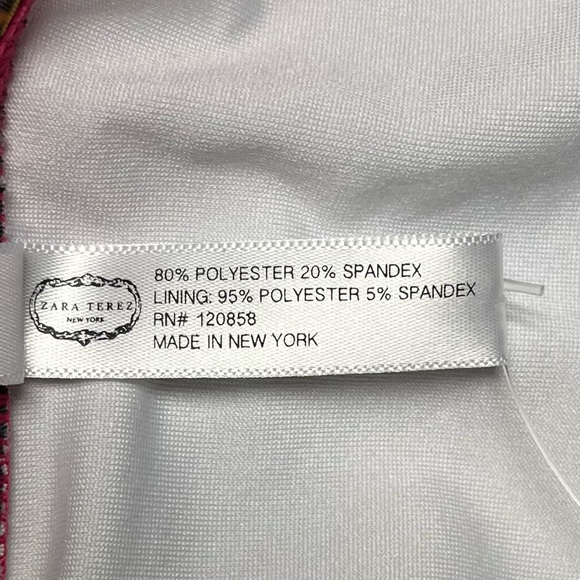 ZARA TEREZ
NEW YORK
80% POLYESTER 20% SPANDEX
LINING: 95% POLYESTER 5% SPANDEX
RN# 120858
MADE IN NEW YORK